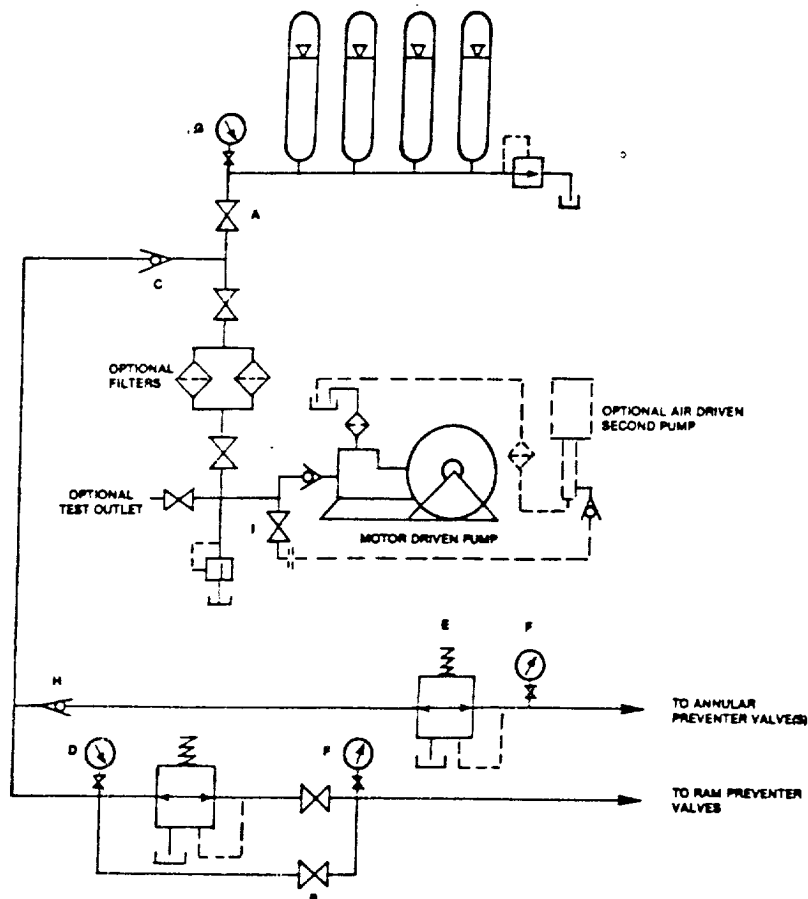 G
A
C
OPTIONAL
FILTERS
OPTIONAL AIR DRIVEN
SECOND PUMP
OPTIONAL
TEST OUTLET
I
MOTOR DRIVEN PUMP
E
F
H
TO ANNULAR
PREVENTER VALVE(S)
D
F
TO RAM PREVENTER
VALVES